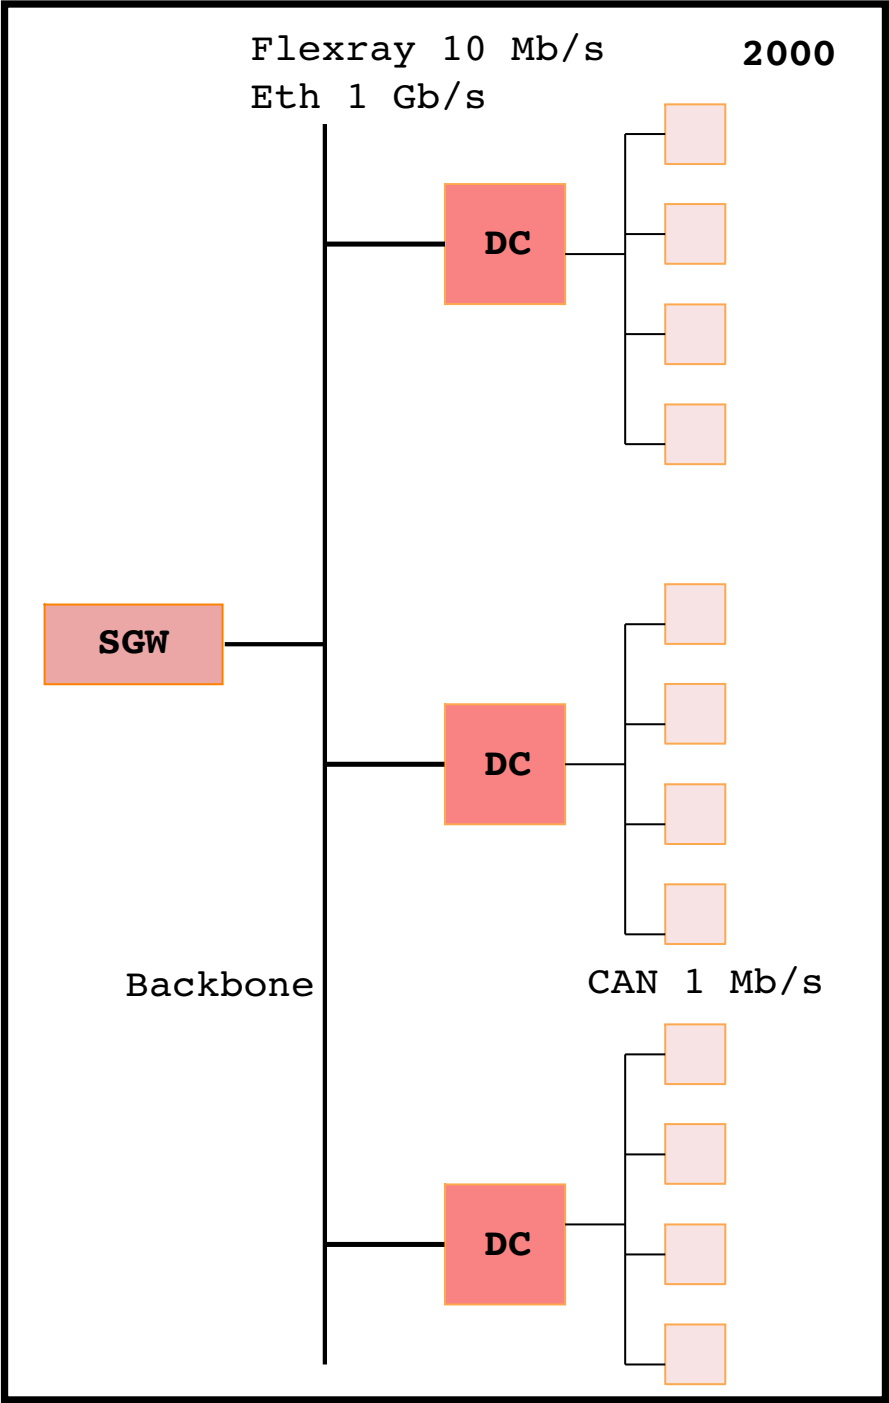 Flexray 10 Mb/s
2000
Eth 1 Gb/s
DC
SGW
DC
Backbone
CAN 1 Mb/s
DC